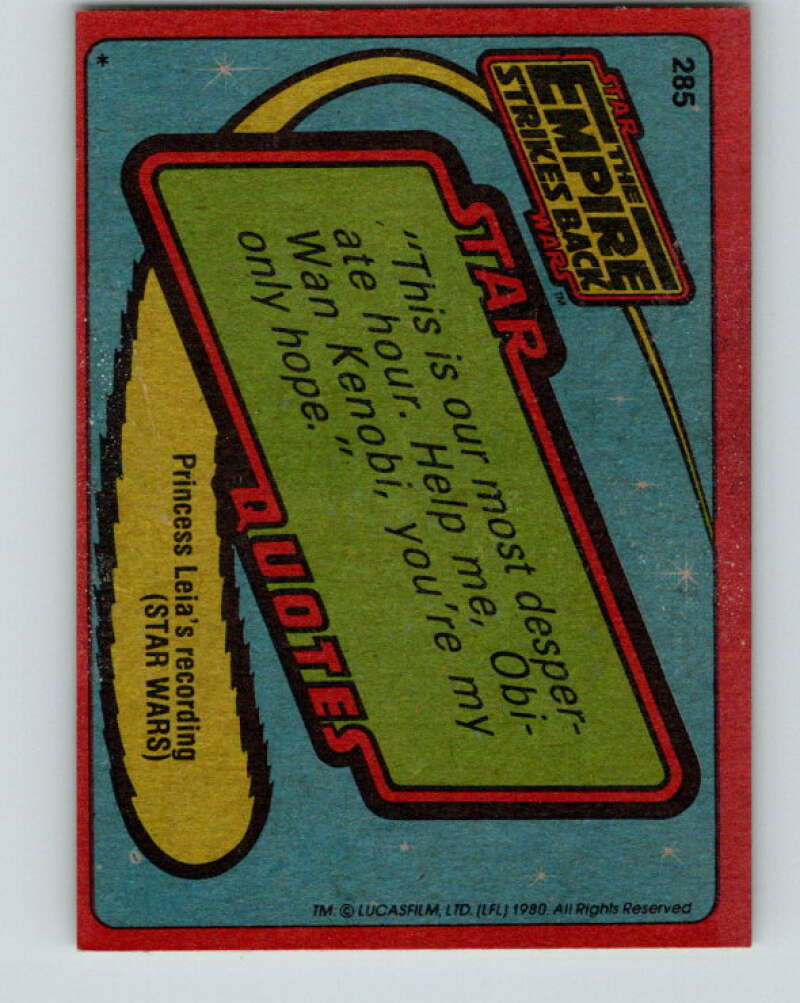 285
STAR
THE
EMPIRE
STRIKES BACK
WARS™
STAR
"This is our most desper-
ate hour. Help me, Obi-
Wan Kenobi, you're my
only hope."
QUOTES
Princess Leia's recording
(STAR WARS)
*
TM: © LUCASFILM, LTD. (LFL) 1980. All Rights Reserved